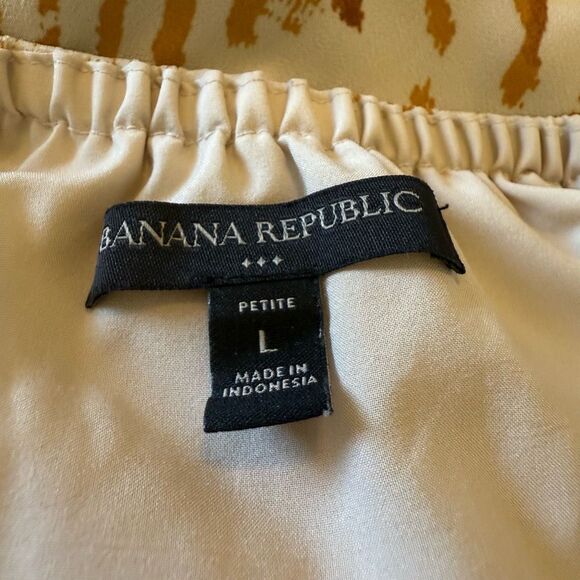 BANANA REPUBLIC
PETITE
L
MADE IN
INDONESIA